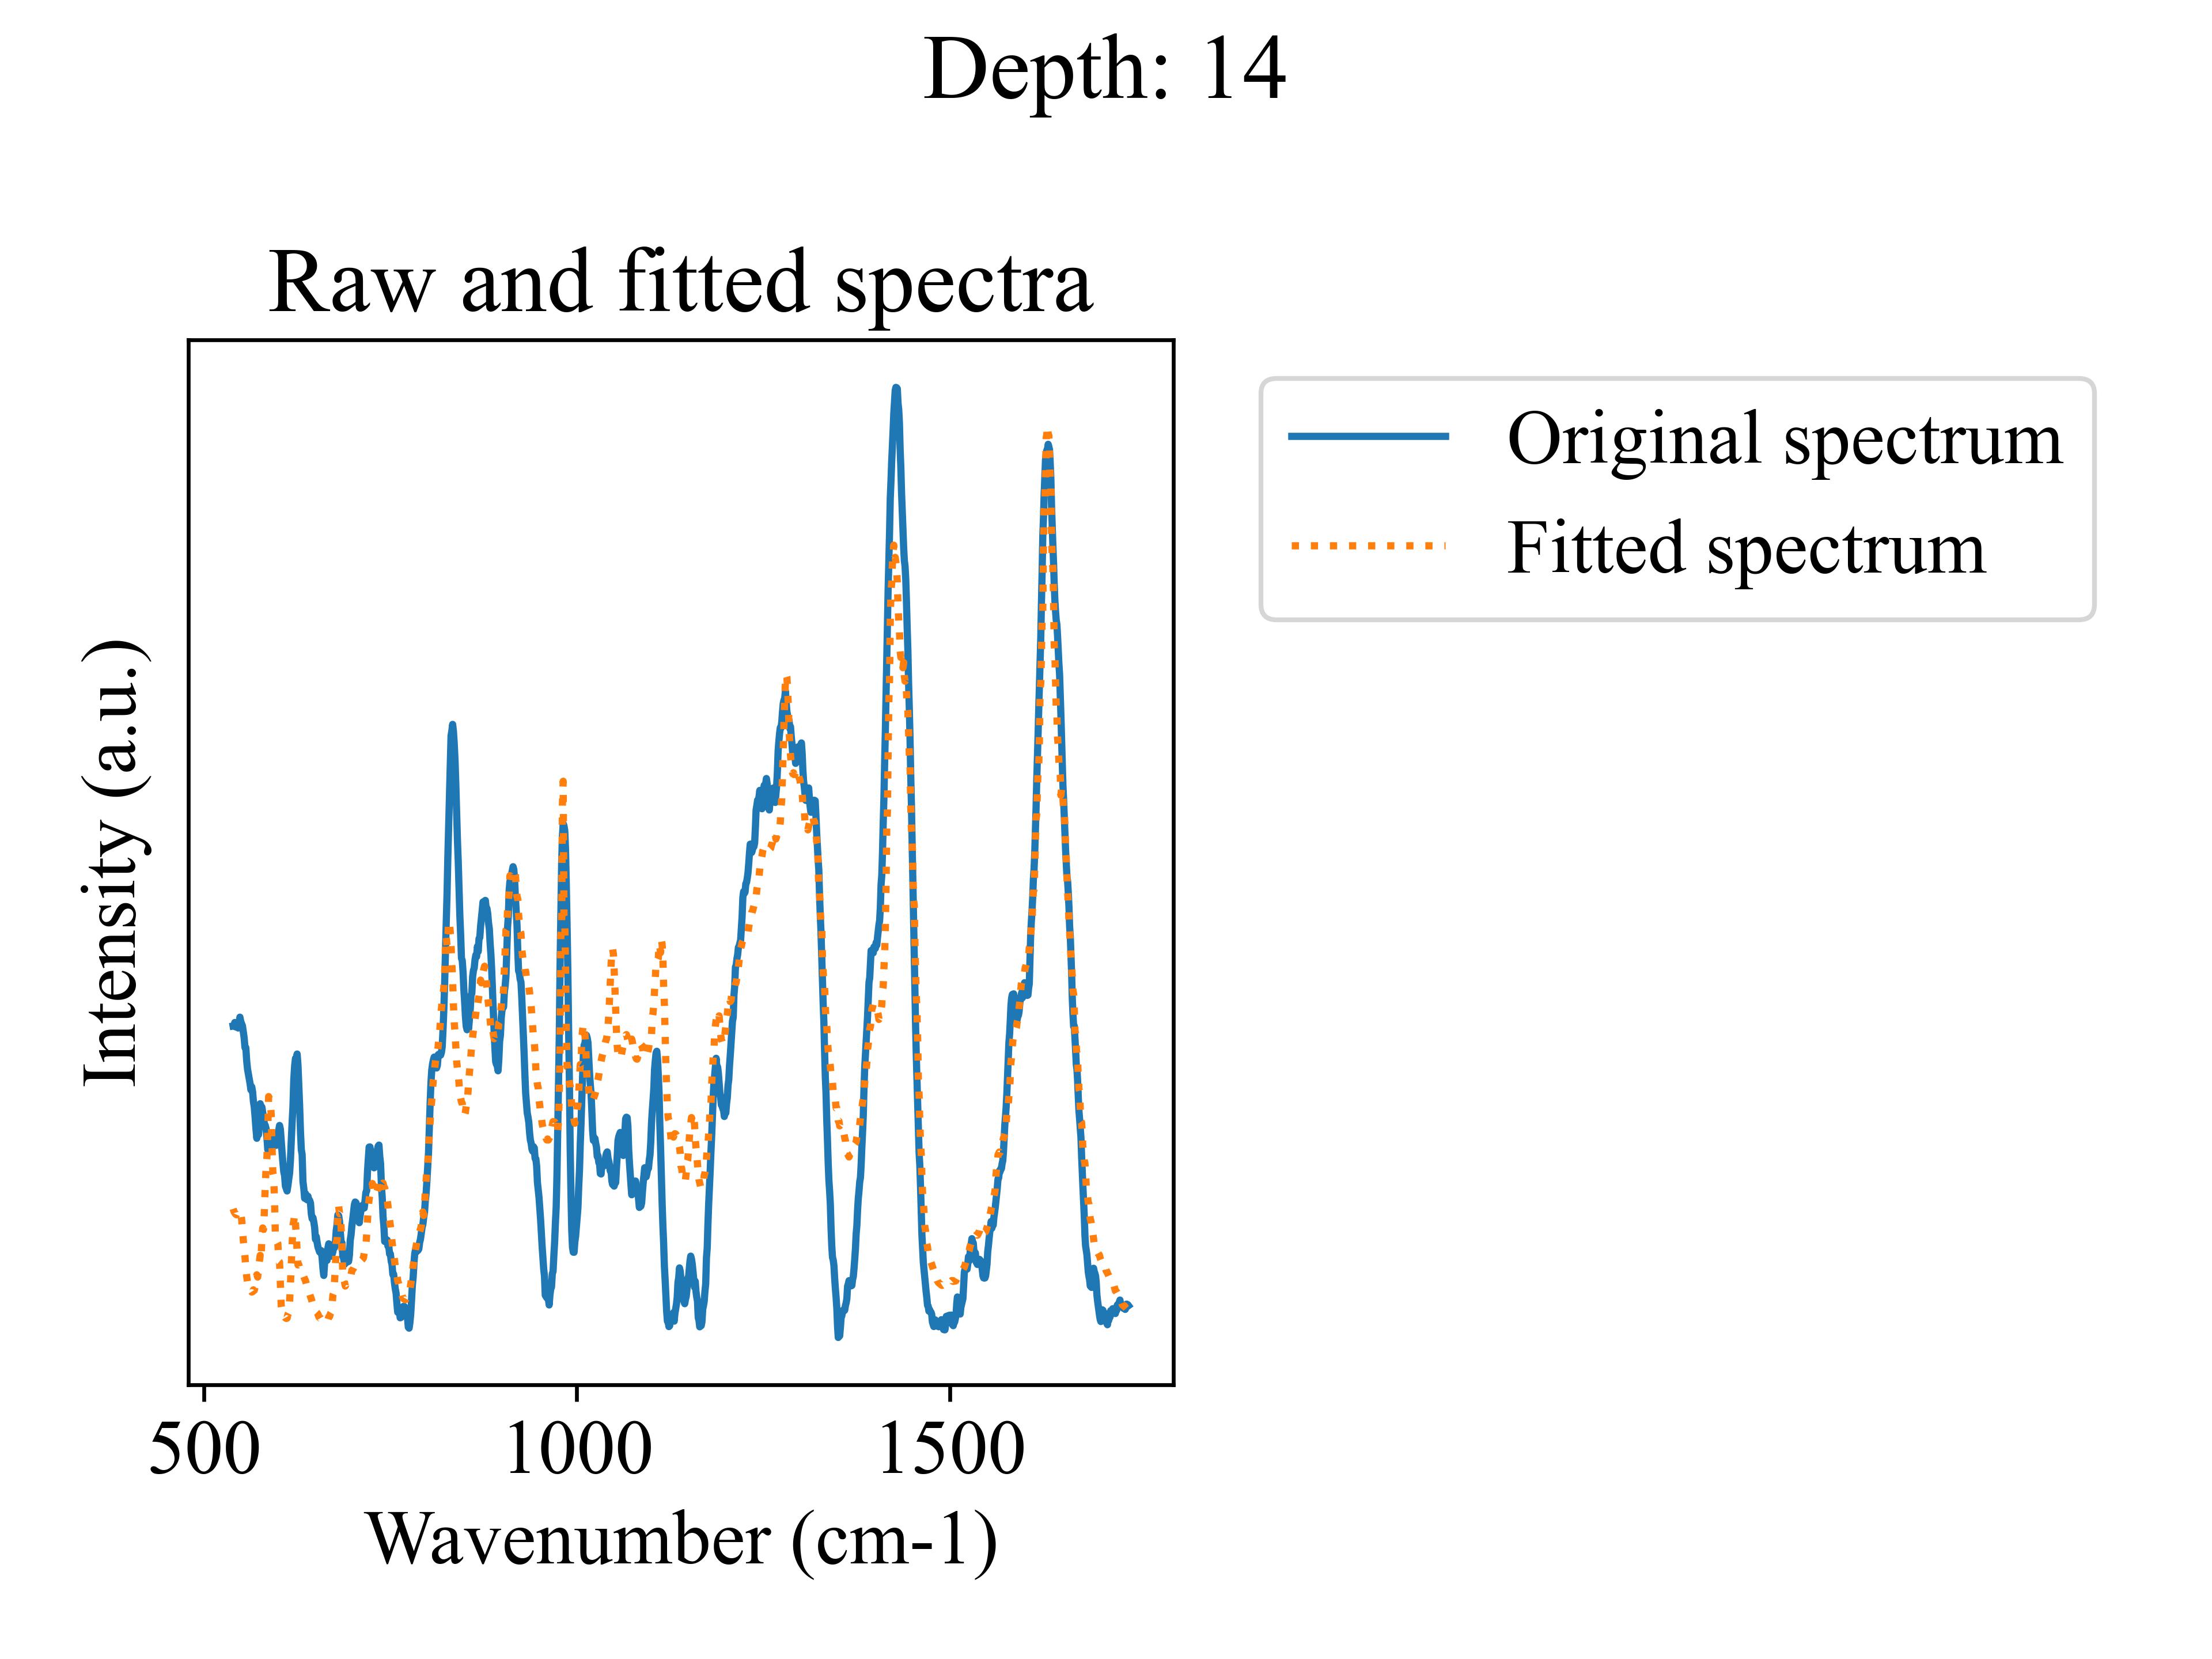 Depth: 14
Raw and fitted spectra
Original spectrum
Fitted spectrum
Intensity (a.u.)
500 1000 1500
Wavenumber (cm-1)